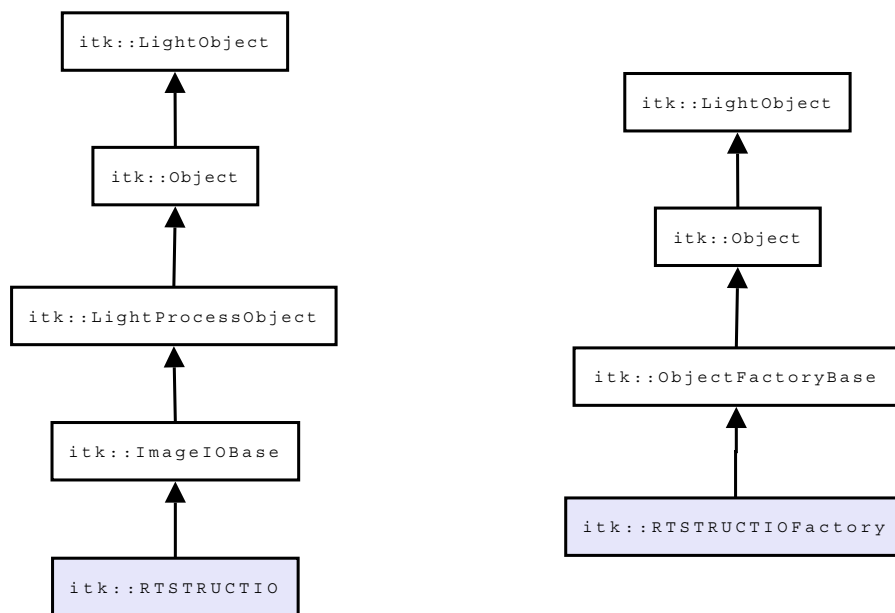 itk::LightObject
itk::Object
itk::LightProcessObject
itk::ImageIOBase
itk::RTSTRUCTIO
itk::LightObject
itk::Object
itk::ObjectFactoryBase
itk::RTSTRUCTIOFactory